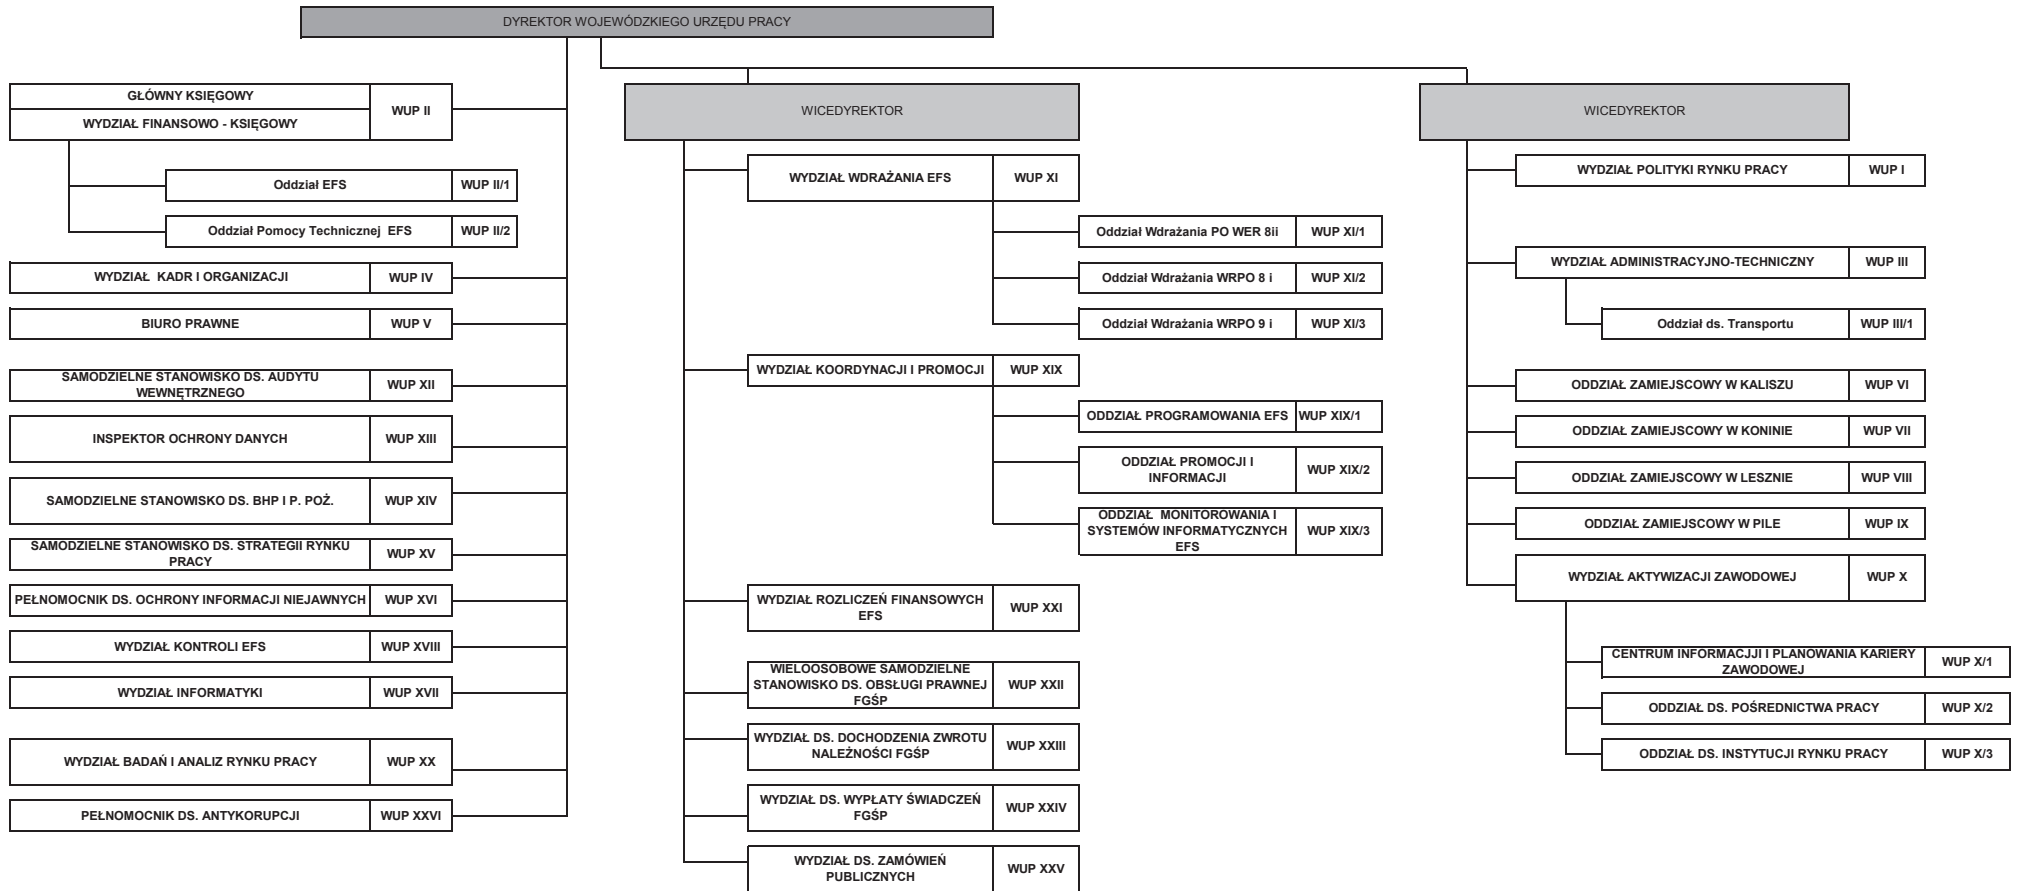 DYREKTOR WOJEWÓDZKIEGO URZĘDU PRACY
GŁÓWNY KSIĘGOWY
WYDZIAŁ FINANSOWO - KSIĘGOWY
WUP II
Oddział EFS
WUP II/1
Oddział Pomocy Technicznej EFS
WUP II/2
WYDZIAŁ KADR I ORGANIZACJI
WUP IV
BIURO PRAWNE
WUP V
SAMODZIELNE STANOWISKO DS. AUDYTU
WEWNĘTRZNEGO
WUP XII
INSPEKTOR OCHRONY DANYCH
WUP XIII
SAMODZIELNE STANOWISKO DS. BHP I P. POŻ.
WUP XIV
SAMODZIELNE STANOWISKO DS. STRATEGII RYNKU
PRACY
WUP XV
PEŁNOMOCNIK DS. OCHRONY INFORMACJI NIEJAWNYCH
WUP XVI
WYDZIAŁ KONTROLI EFS
WUP XVIII
WYDZIAŁ INFORMATYKI
WUP XVII
WYDZIAŁ BADAŃ I ANALIZ RYNKU PRACY
WUP XX
PEŁNOMOCNIK DS. ANTYKORUPCJI
WUP XXVI
WICEDYREKTOR
WYDZIAŁ WDRAŻANIA EFS
WUP XI
Oddział Wdrażania PO WER 8ii
WUP XI/1
Oddział Wdrażania WRPO 8 i
WUP XI/2
Oddział Wdrażania WRPO 9 i
WUP XI/3
WYDZIAŁ KOORDYNACJI I PROMOCJI
WUP XIX
ODDZIAŁ PROGRAMOWANIA EFS
WUP XIX/1
ODDZIAŁ PROMOCJI I
INFORMACJI
WUP XIX/2
ODDZIAŁ MONITOROWANIA I
SYSTEMÓW INFORMATYCZNYCH
EFS
WUP XIX/3
WYDZIAŁ ROZLICZEŃ FINANSOWYCH
EFS
WUP XXI
WIELOOSOBOWE SAMODZIELNE
STANOWISKO DS. OBSŁUGI PRAWNEJ
FGŚP
WUP XXII
WYDZIAŁ DS. DOCHODZENIA ZWROTU
NALEŻNOŚCI FGŚP
WUP XXIII
WYDZIAŁ DS. WYPŁATY ŚWIADCZEŃ
FGŚP
WUP XXIV
WYDZIAŁ DS. ZAMÓWIEŃ
PUBLICZNYCH
WUP XXV
WICEDYREKTOR
WYDZIAŁ POLITYKI RYNKU PRACY
WUP I
WYDZIAŁ ADMINISTRACYJNO-TECHNICZNY
WUP III
Oddział ds. Transportu
WUP III/1
ODDZIAŁ ZAMIEJSCOWY W KALISZU
WUP VI
ODDZIAŁ ZAMIEJSCOWY W KONINIE
WUP VII
ODDZIAŁ ZAMIEJSCOWY W LESZNIE
WUP VIII
ODDZIAŁ ZAMIEJSCOWY W PILE
WUP IX
WYDZIAŁ AKTYWIZACJI ZAWODOWEJ
WUP X
CENTRUM INFORMACJJI I PLANOWANIA KARIERY
ZAWODOWEJ
WUP X/1
ODDZIAŁ DS. POŚREDNICTWA PRACY
WUP X/2
ODDZIAŁ DS. INSTYTUCJI RYNKU PRACY
WUP X/3